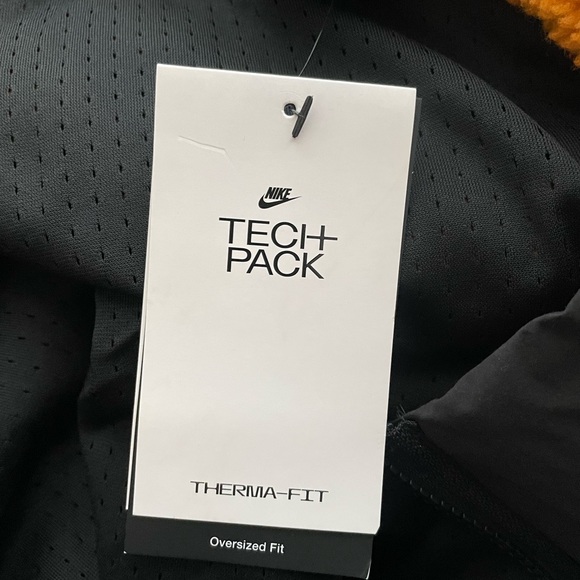 NIKE
TECH
PACK
THERMA-FIT
Oversized Fit